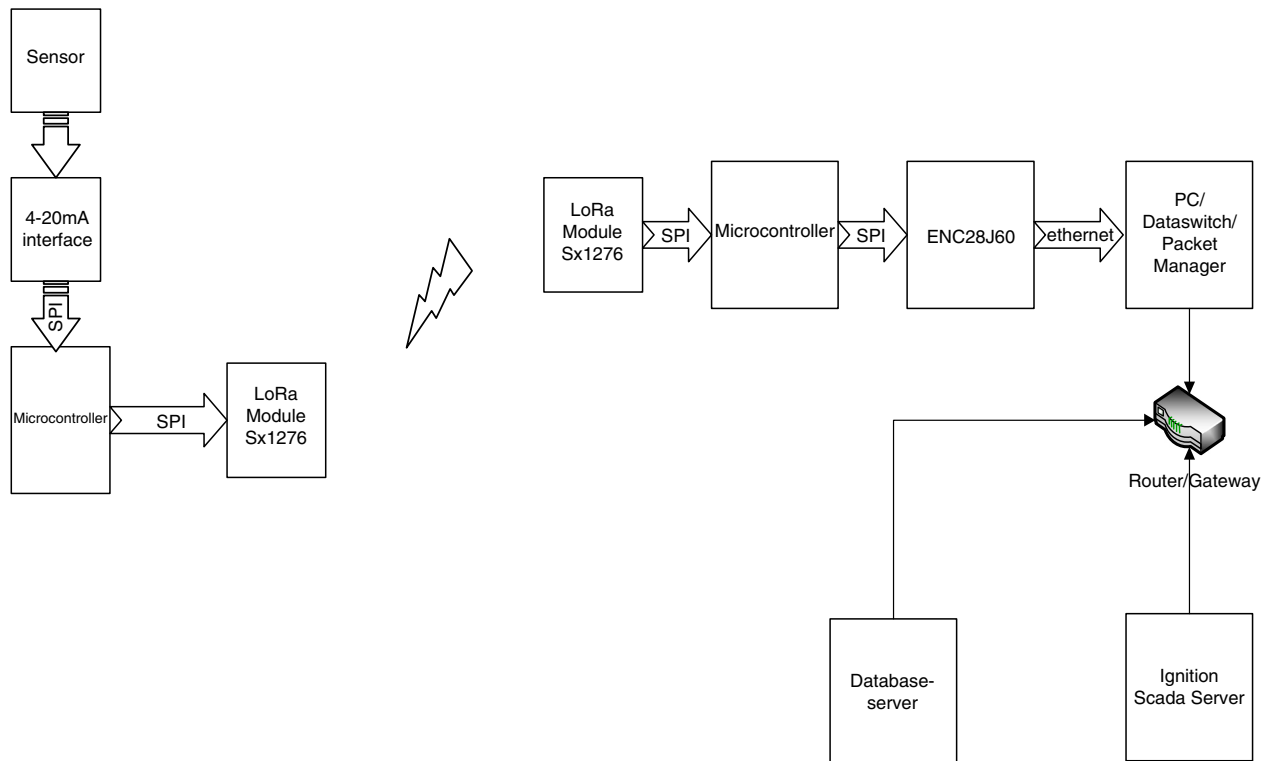 Sensor
4-20mA
interface
SPI
Microcontroller
SPI
LoRa
Module
Sx1276
LoRa
Module
Sx1276
SPI
Microcontroller
SPI
ENC28J60
ethernet
PC/
Dataswitch/
Packet
Manager
Router/Gateway
Database-
server
Ignition
Scada Server